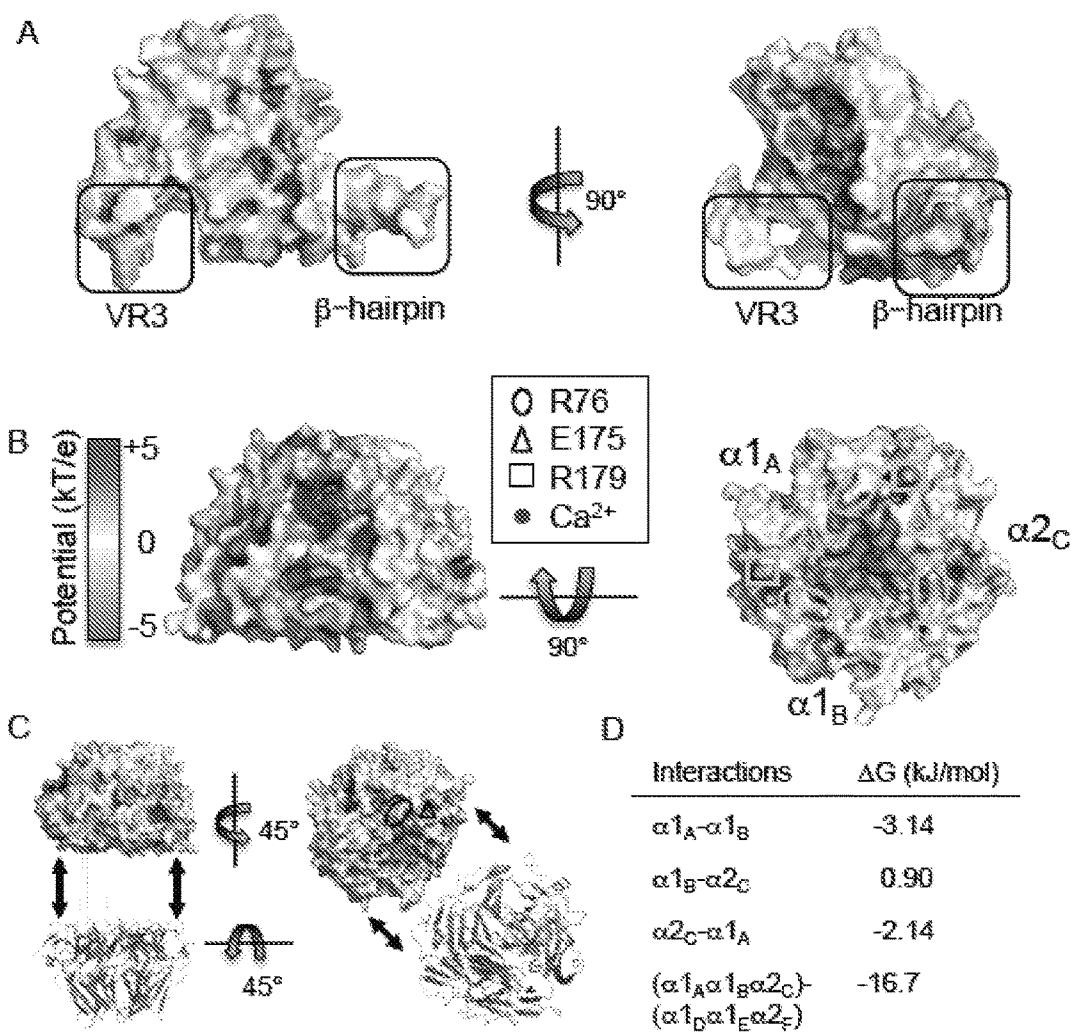 A
90°
VR3
β-hairpin
VR3
β-hairpin
B
Potential (kT/e)
+5
0
-5
R76
E175
R179
Ca²⁺
90°
α1A
α2C
α1B
C
45°
45°
D
Interactions ΔG (kJ/mol)
α1A-α1B -3.14
α1B-α2C 0.90
α2C-α1A -2.14
(α1Aα1Bα2C)- -16.7
(α1Dα1Eα2F)